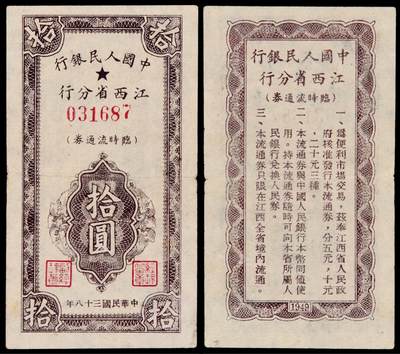 拾 拾
行銀民人國中
★
行分省西江
031687
(券通流時臨)
拾圓
年八十三國民華中
拾 拾
行銀民人國中
行分省西江
(券通流時臨)
一、爲便利市場交易，茲奉江西省人民政
府核准發行本流通券，分五元，十元
，二十元三種。
二、本流通券與中國人民銀行本幣同值使
用。持本流通券隨時可向本省所屬人
民銀行兌換人民券。
三、本流通券只限在江西全省境內流通。
1949